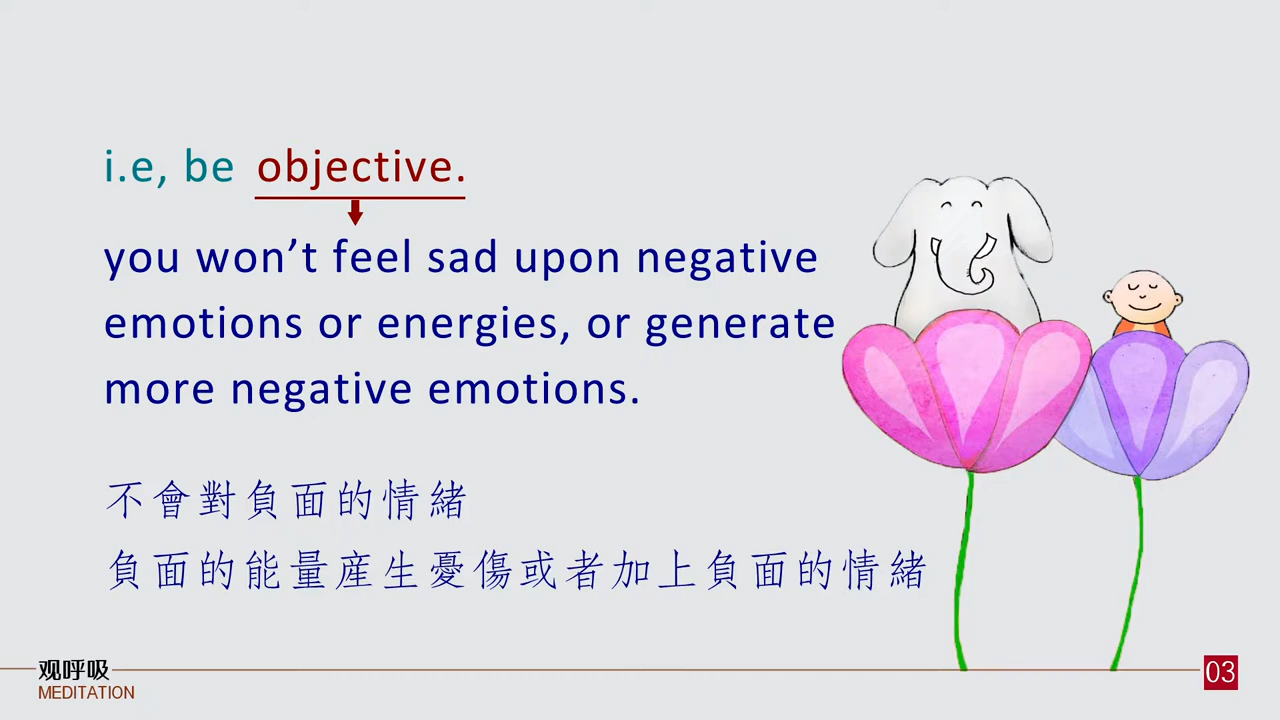 i.e, be objective.
you won’t feel sad upon negative
emotions or energies, or generate
more negative emotions.
不會對負面的情緒
負面的能量産生憂傷或者加上負面的情緒
观呼吸
MEDITATION
03